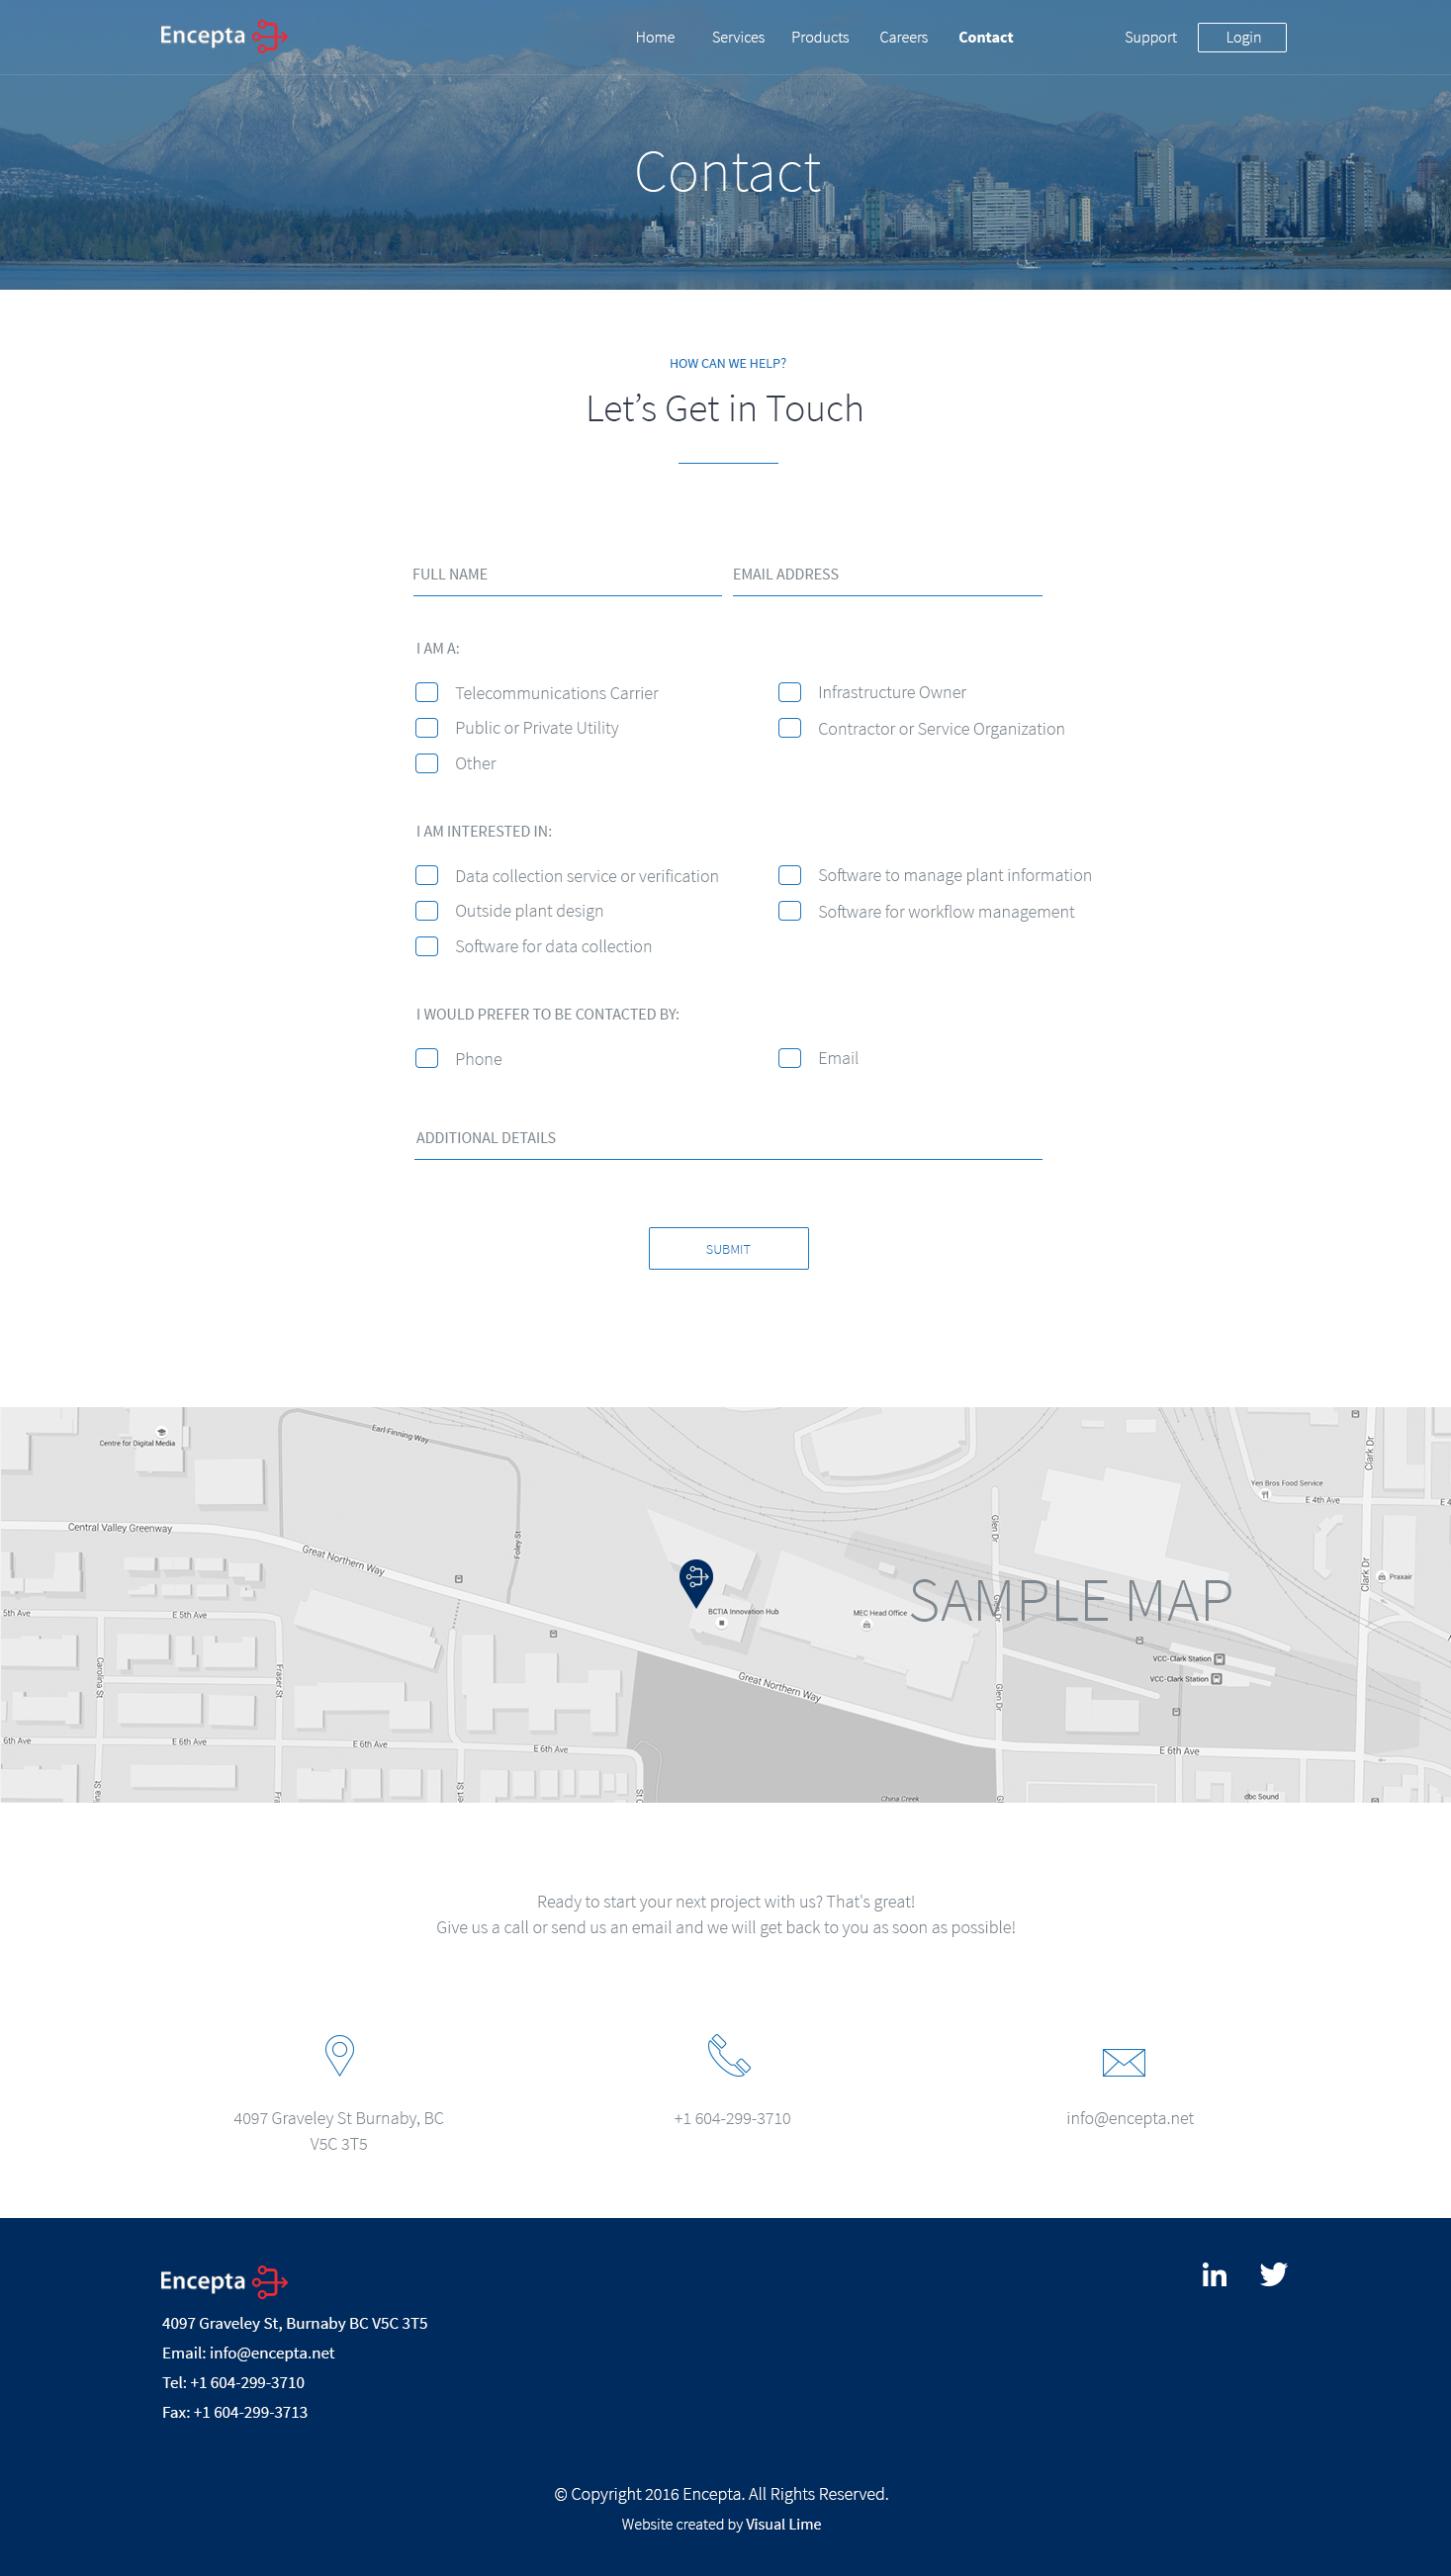 Encepta
Home Services Products Careers Contact Support Login
Contact
HOW CAN WE HELP?
Let’s Get in Touch
FULL NAME EMAIL ADDRESS
I AM A:
Telecommunications Carrier Infrastructure Owner
Public or Private Utility Contractor or Service Organization
Other
I AM INTERESTED IN:
Data collection service or verification Software to manage plant information
Outside plant design Software for workflow management
Software for data collection
I WOULD PREFER TO BE CONTACTED BY:
Phone Email
ADDITIONAL DETAILS
SUBMIT
Earl Finning Way
Centre for Digital Media
Clark Dr
Clark Dr
Yen Bros Food Service
E 4th Ave
E 4
Central Valley Greenway
Great Northern Way
Foley St
Glen Dr
Clark Dr
Praxair
SAMPLE MAP
BCTIA Innovation Hub
MEC Head Office
Glen Dr
5th Ave
E 5th Ave
VCC-Clark Station
VCC-Clark Station
Carolina St
Fraser St
Great Northern Way
Glen Dr
6th Ave
E 6th Ave
E 6th Ave
E 6th Ave
E 6th Ave
China Creek
dbc Sound
Ready to start your next project with us? That's great!
Give us a call or send us an email and we will get back to you as soon as possible!
4097 Graveley St Burnaby, BC
V5C 3T5
+1 604-299-3710
info@encepta.net
Encepta
in
4097 Graveley St, Burnaby BC V5C 3T5
Email: info@encepta.net
Tel: +1 604-299-3710
Fax: +1 604-299-3713
© Copyright 2016 Encepta. All Rights Reserved.
Website created by Visual Lime